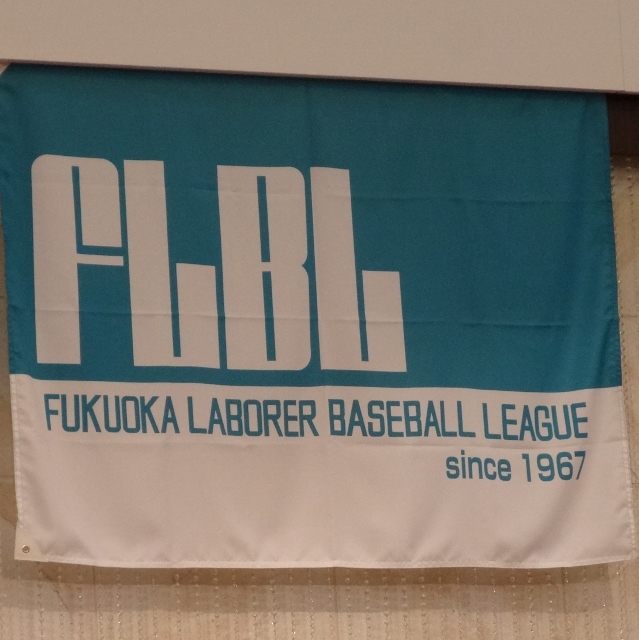 FLBL
FUKUOKA LABORER BASEBALL LEAGUE
since 1967